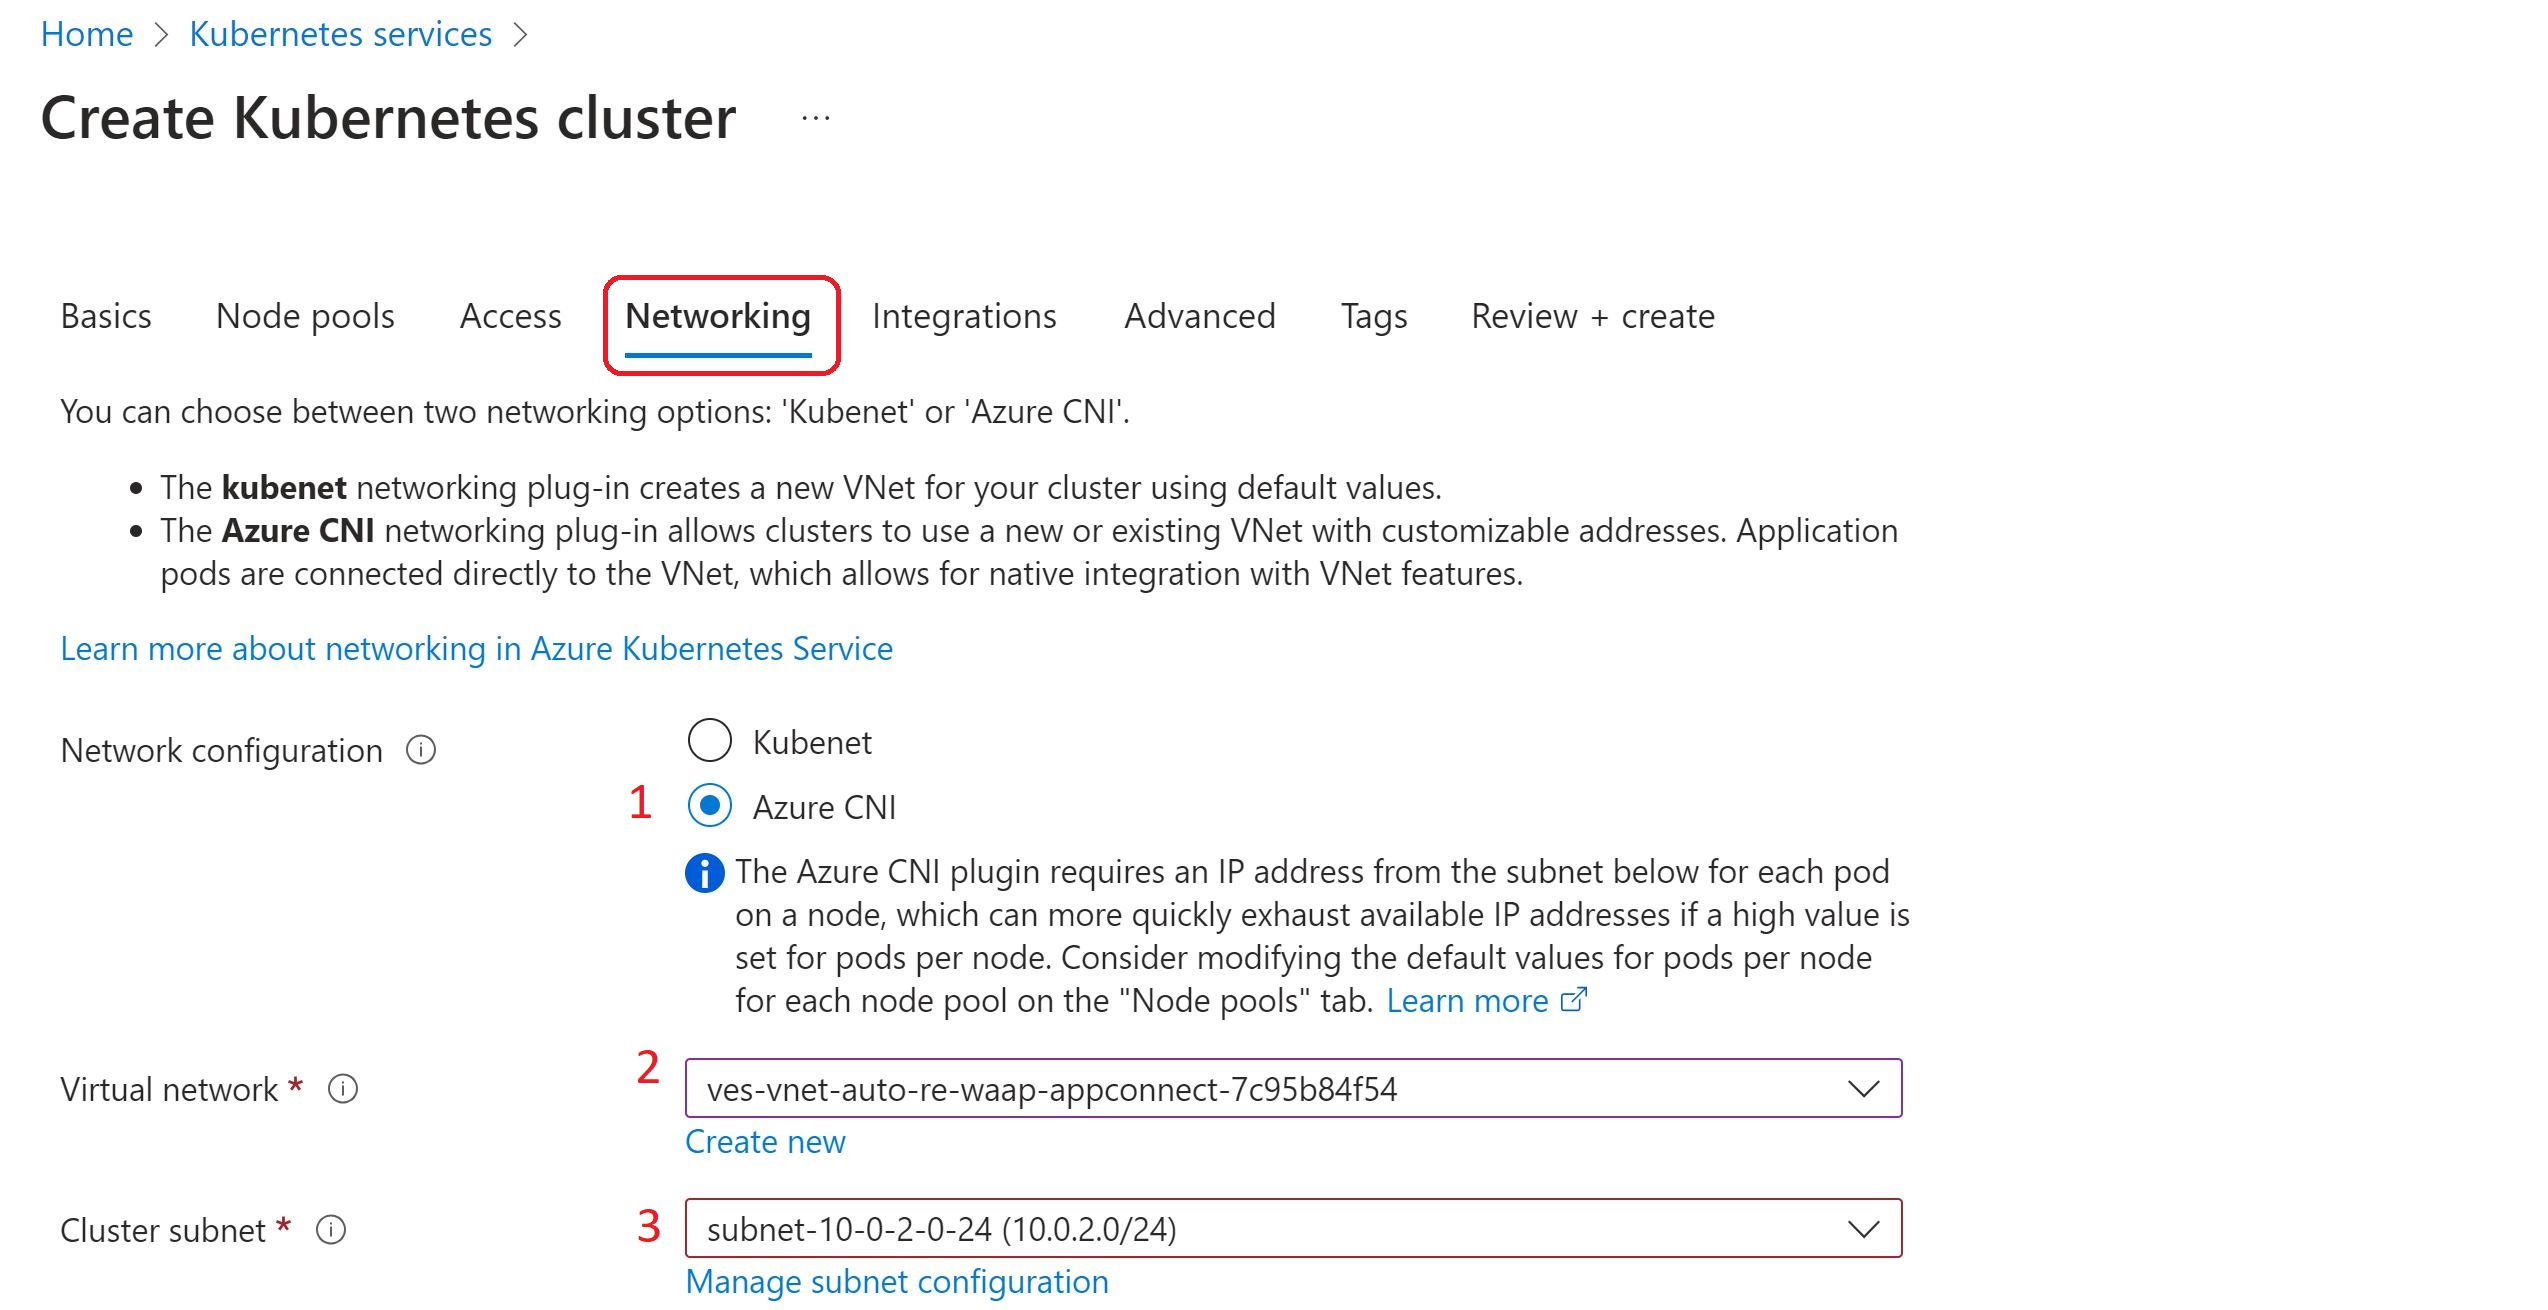 Home > Kubernetes services >
Create Kubernetes cluster ...
Basics Node pools Access Networking Integrations Advanced Tags Review + create
You can choose between two networking options: 'Kubenet' or 'Azure CNI'.
• The kubenet networking plug-in creates a new VNet for your cluster using default values.
• The Azure CNI networking plug-in allows clusters to use a new or existing VNet with customizable addresses. Application
pods are connected directly to the VNet, which allows for native integration with VNet features.
Learn more about networking in Azure Kubernetes Service
Network configuration
Kubenet
1 Azure CNI
The Azure CNI plugin requires an IP address from the subnet below for each pod
on a node, which can more quickly exhaust available IP addresses if a high value is
set for pods per node. Consider modifying the default values for pods per node
for each node pool on the "Node pools" tab. Learn more
Virtual network * 2 ves-vnet-auto-re-waap-appconnect-7c95b84f54
Create new
Cluster subnet * 3 subnet-10-0-2-0-24 (10.0.2.0/24)
Manage subnet configuration